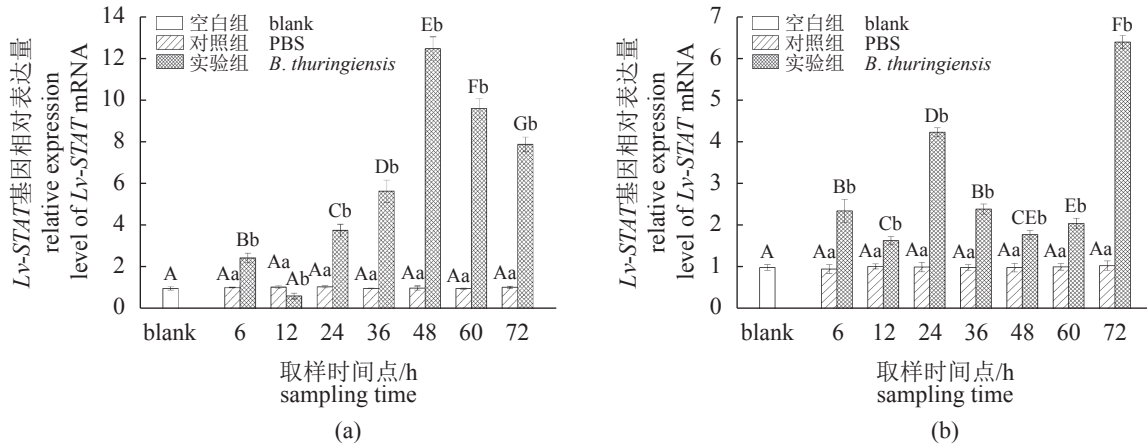 Lv-STAT基因相对表达量
relative expression
level of Lv-STAT mRNA
14
12
10
8
6
4
2
0
空白组 blank
对照组 PBS
实验组 B. thuringiensis
A
Aa
Bb
Aa
Ab
Aa
Cb
Aa
Db
Aa
Eb
Aa
Fb
Aa
Gb
blank 6 12 24 36 48 60 72
取样时间点/h
sampling time
(a)
Lv-STAT基因相对表达量
relative expression
level of Lv-STAT mRNA
7
6
5
4
3
2
1
0
空白组 blank
对照组 PBS
实验组 B. thuringiensis
A
Aa
Bb
Aa
Cb
Aa
Db
Aa
Bb
Aa
CEb
Aa
Eb
Aa
Fb
blank 6 12 24 36 48 60 72
取样时间点/h
sampling time
(b)